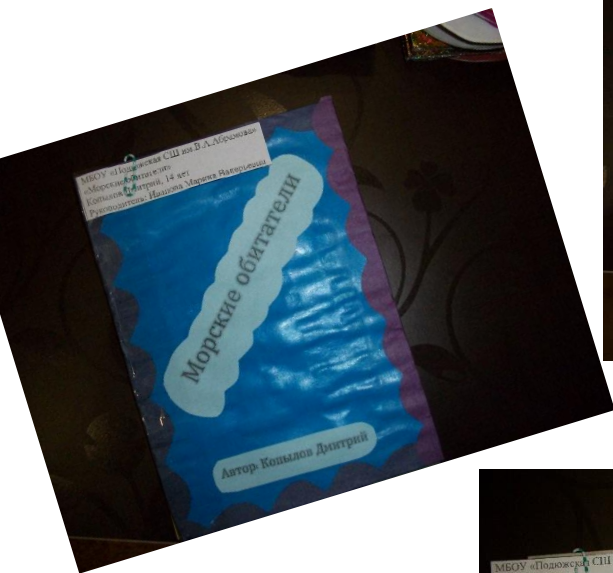 МБОУ «Подюжская СШ им.В.А.Абрамова»
«Морские обитатели»
Копылов Дмитрий, 14 лет
Руководитель: Иванова Марина Валерьевна
Морские обитатели
Автор: Копылов Дмитрий
МБОУ «Подюжская СШ